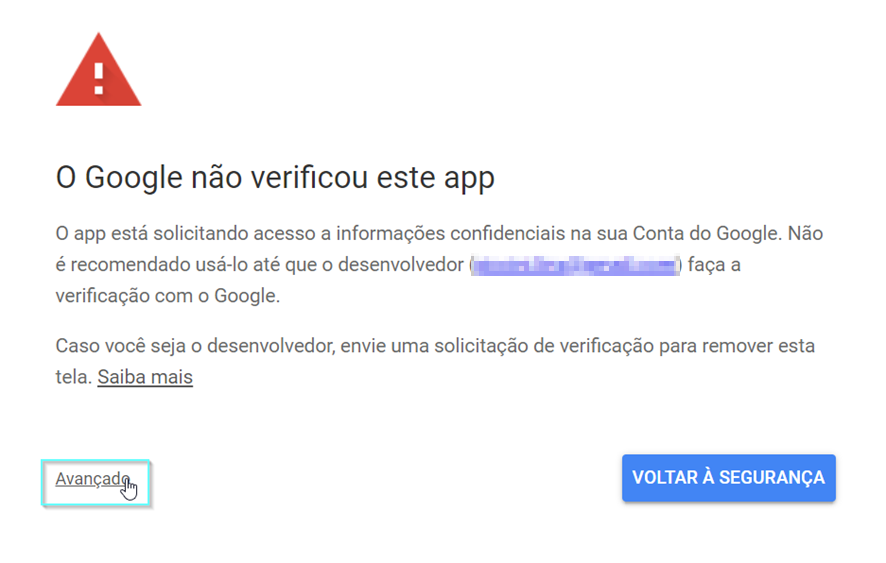 O Google não verificou este app
O app está solicitando acesso a informações confidenciais na sua Conta do Google. Não
é recomendado usá-lo até que o desenvolvedor () faça a
verificação com o Google.
Caso você seja o desenvolvedor, envie uma solicitação de verificação para remover esta
tela. Saiba mais
Avançado
VOLTAR À SEGURANÇA